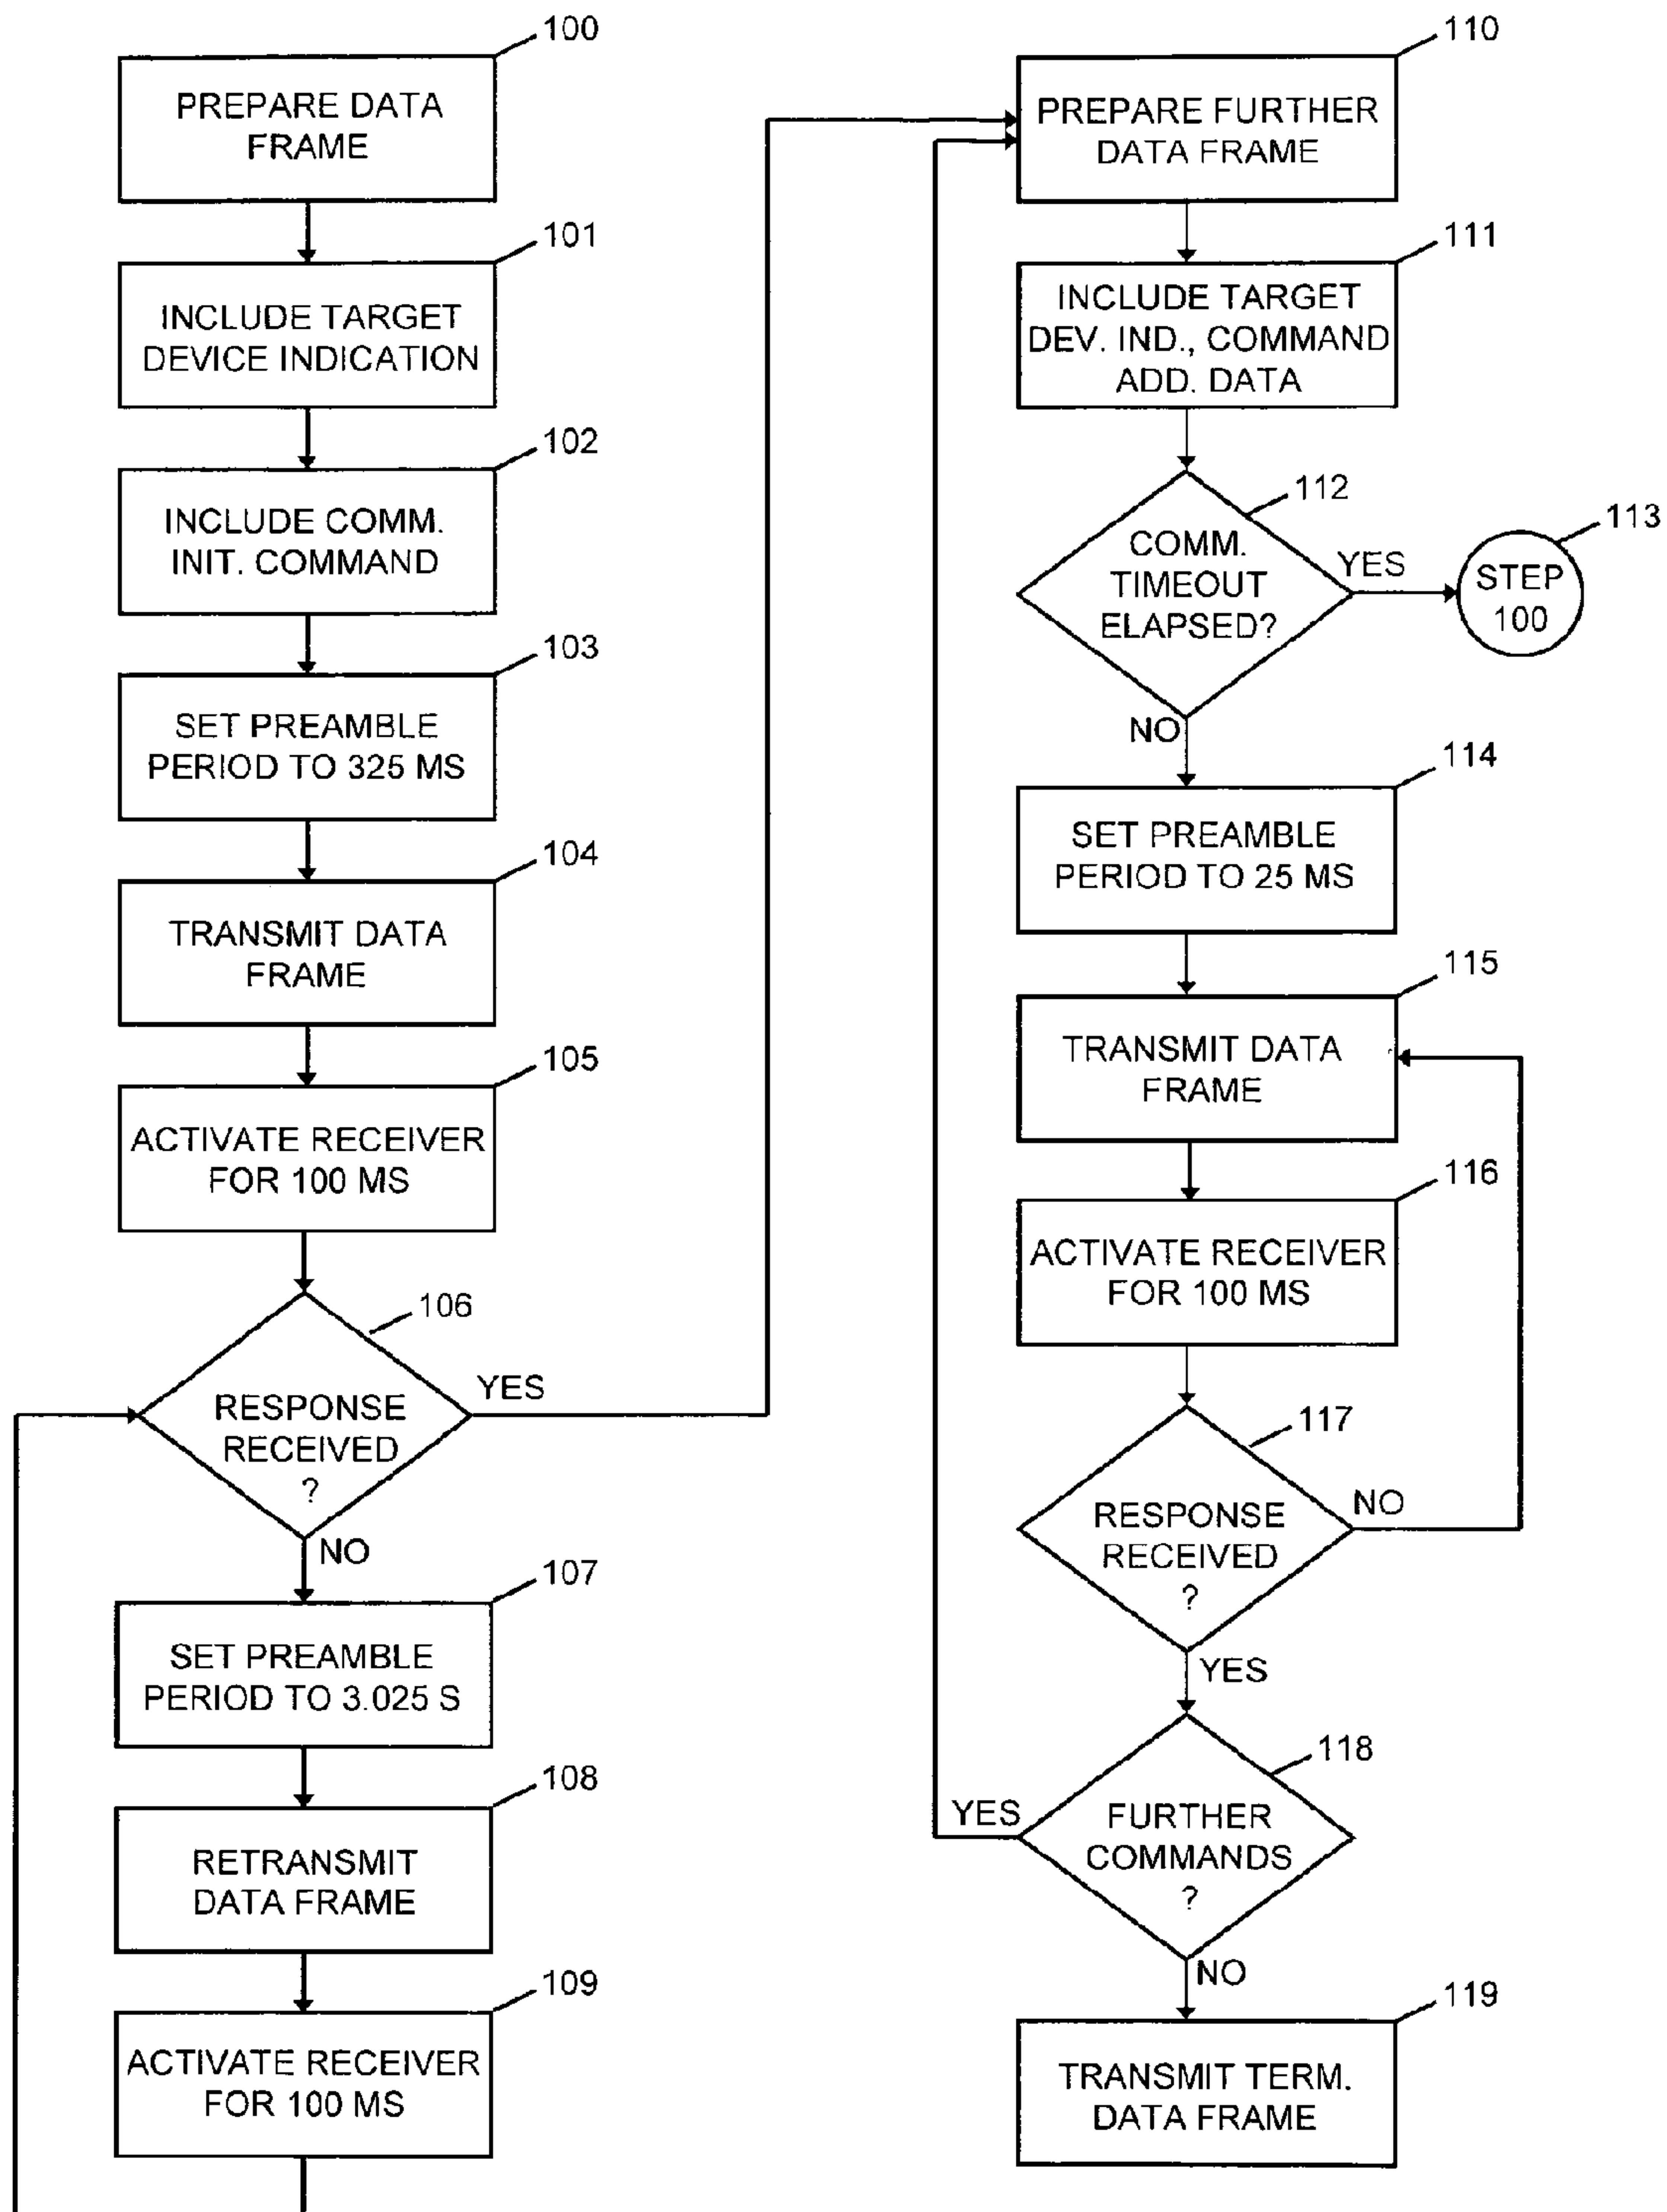 100
PREPARE DATA
FRAME
101
INCLUDE TARGET
DEVICE INDICATION
102
INCLUDE COMM.
INIT. COMMAND
103
SET PREAMBLE
PERIOD TO 325 MS
104
TRANSMIT DATA
FRAME
105
ACTIVATE RECEIVER
FOR 100 MS
106
RESPONSE
RECEIVED
?
YES
NO
107
SET PREAMBLE
PERIOD TO 3.025 S
108
RETRANSMIT
DATA FRAME
109
ACTIVATE RECEIVER
FOR 100 MS
110
PREPARE FURTHER
DATA FRAME
111
INCLUDE TARGET
DEV. IND., COMMAND
ADD. DATA
112
COMM.
TIMEOUT
ELAPSED?
YES
113
STEP
100
NO
114
SET PREAMBLE
PERIOD TO 25 MS
115
TRANSMIT DATA
FRAME
116
ACTIVATE RECEIVER
FOR 100 MS
117
RESPONSE
RECEIVED
?
NO
YES
118
FURTHER
COMMANDS
?
YES
NO
119
TRANSMIT TERM.
DATA FRAME